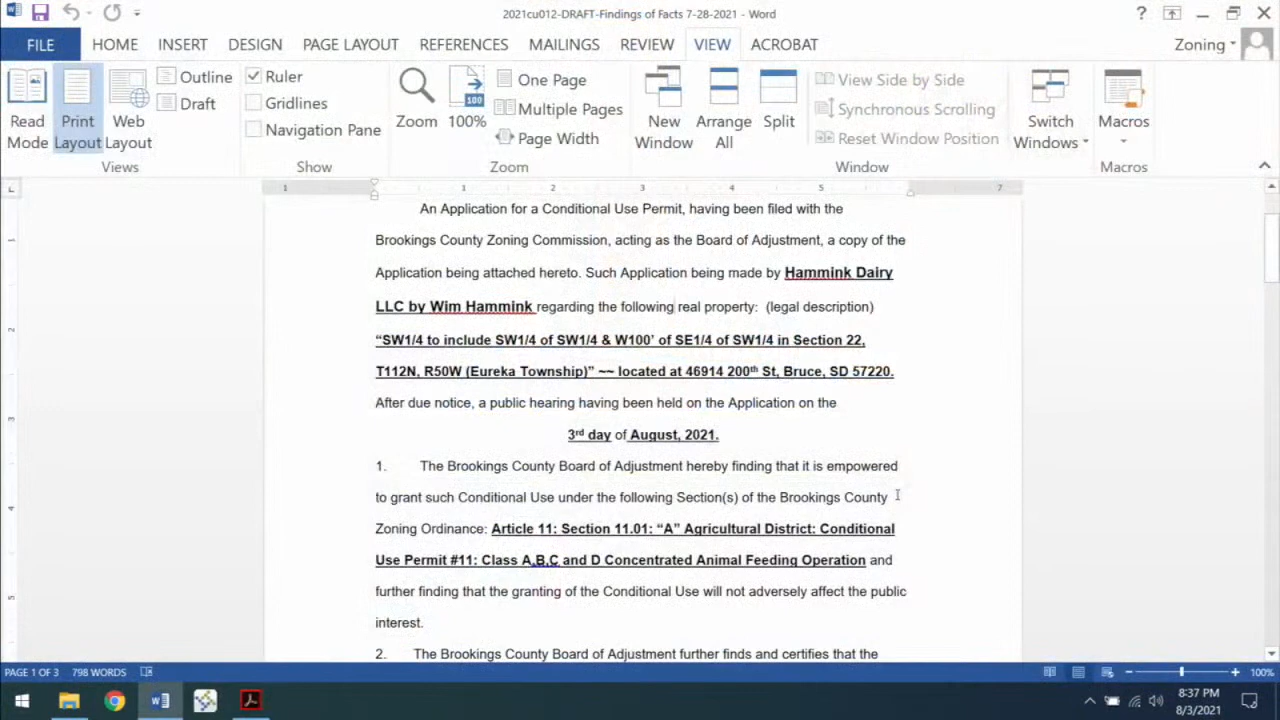 2021cu012-DRAFT-Findings of Facts 7-28-2021 - Word
FILE HOME INSERT DESIGN PAGE LAYOUT REFERENCES MAILINGS REVIEW VIEW ACROBAT Zoning
Read Mode
Print Layout
Web Layout
Outline
Draft
Views
Ruler
Gridlines
Navigation Pane
Show
Zoom
100%
One Page
Multiple Pages
Page Width
Zoom
New Window
Arrange All
Split
View Side by Side
Synchronous Scrolling
Reset Window Position
Window
Switch Windows
Macros
Macros
1 1 2 3 4 5 7
An Application for a Conditional Use Permit, having been filed with the
Brookings County Zoning Commission, acting as the Board of Adjustment, a copy of the
Application being attached hereto. Such Application being made by Hammink Dairy
LLC by Wim Hammink regarding the following real property: (legal description)
“SW1/4 to include SW1/4 of SW1/4 & W100’ of SE1/4 of SW1/4 in Section 22,
T112N, R50W (Eureka Township)” ~~ located at 46914 200th St, Bruce, SD 57220.
After due notice, a public hearing having been held on the Application on the
3rd day of August, 2021.
1. The Brookings County Board of Adjustment hereby finding that it is empowered
to grant such Conditional Use under the following Section(s) of the Brookings County
Zoning Ordinance: Article 11: Section 11.01: “A” Agricultural District: Conditional
Use Permit #11: Class A,B,C and D Concentrated Animal Feeding Operation and
further finding that the granting of the Conditional Use will not adversely affect the public
interest.
2. The Brookings County Board of Adjustment further finds and certifies that the
1
2
3
4
5
PAGE 1 OF 3 798 WORDS 100%
8:37 PM
8/3/2021